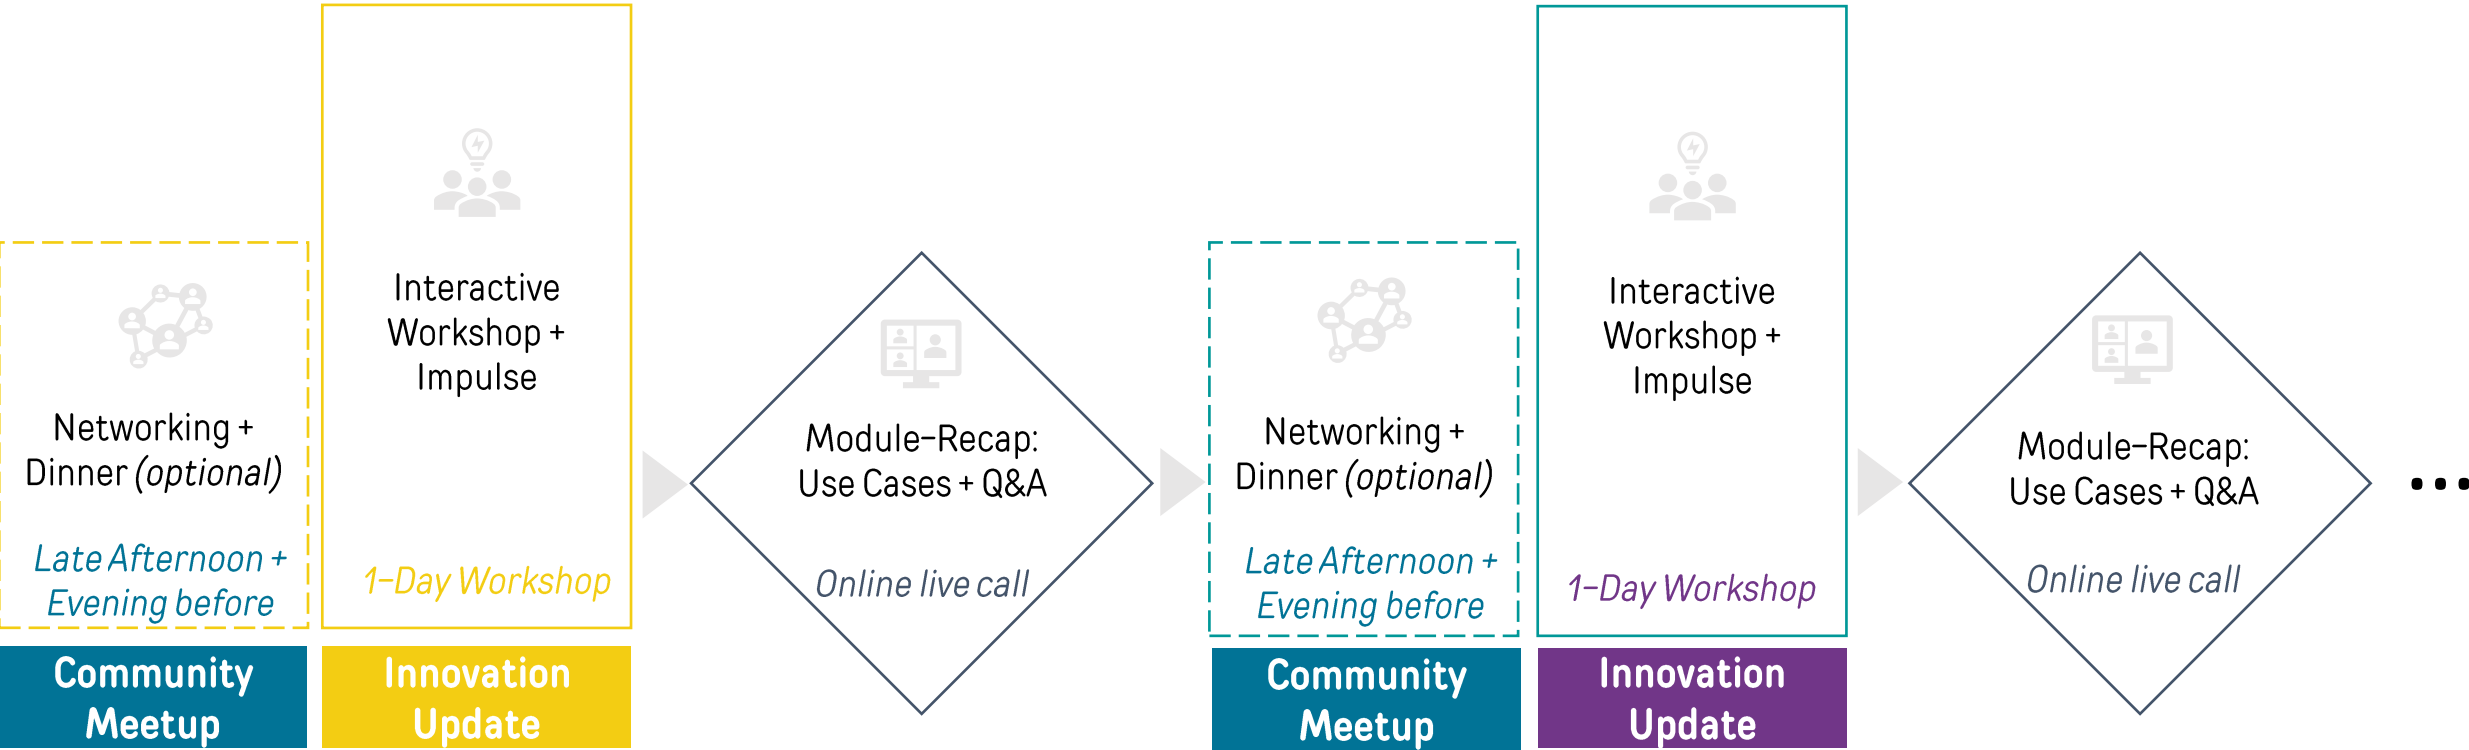 Networking +
Dinner (optional)
Late Afternoon +
Evening before
Community
Meetup
Interactive
Workshop +
Impulse
1-Day Workshop
Innovation
Update
Module-Recap:
Use Cases + Q&A
Online live call
Networking +
Dinner (optional)
Late Afternoon +
Evening before
Community
Meetup
Interactive
Workshop +
Impulse
1-Day Workshop
Innovation
Update
Module-Recap:
Use Cases + Q&A
Online live call
...